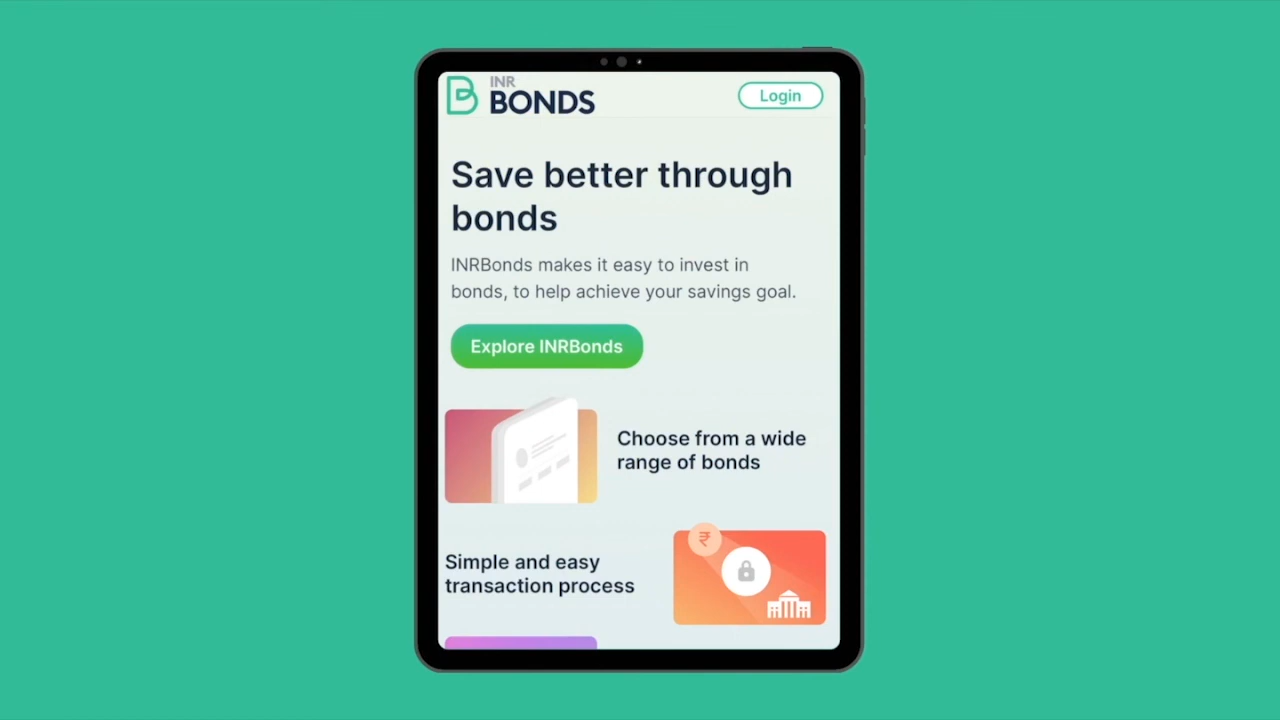 INR
BONDS
Login
Save better through
bonds
INRBonds makes it easy to invest in
bonds, to help achieve your savings goal.
Explore INRBonds
Choose from a wide
range of bonds
₹
Simple and easy
transaction process